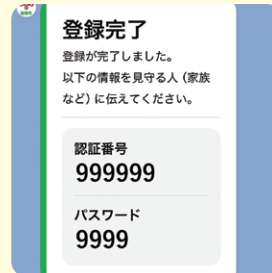 登録完了
登録が完了しました。
以下の情報を見守る人（家族
など）に伝えてください。
認証番号
999999
パスワード
9999